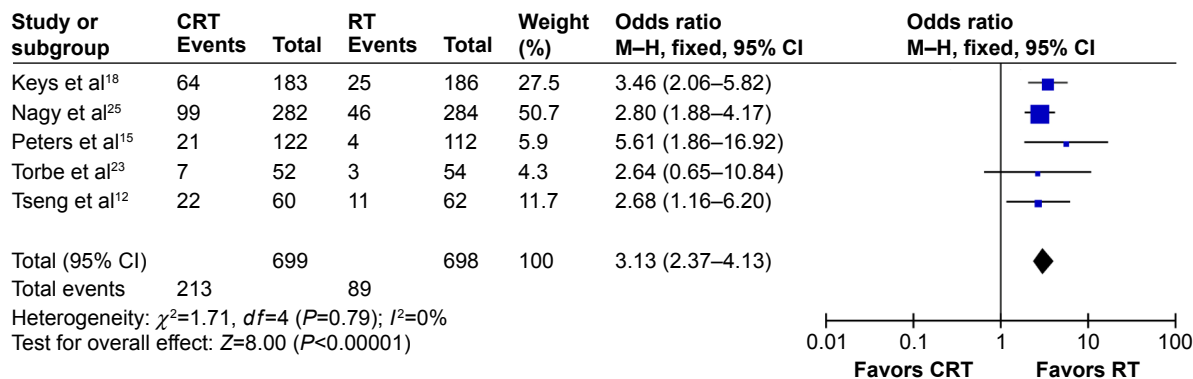 Study or subgroup CRT Events Total RT Events Total Weight (%) Odds ratio M–H, fixed, 95% CI Odds ratio M–H, fixed, 95% CI
Keys et al18 64 183 25 186 27.5 3.46 (2.06–5.82)
Nagy et al25 99 282 46 284 50.7 2.80 (1.88–4.17)
Peters et al15 21 122 4 112 5.9 5.61 (1.86–16.92)
Torbe et al23 7 52 3 54 4.3 2.64 (0.65–10.84)
Tseng et al12 22 60 11 62 11.7 2.68 (1.16–6.20)
Total (95% CI) 699 698 100 3.13 (2.37–4.13)
Total events 213 89
Heterogeneity: χ2=1.71, df=4 (P=0.79); I2=0%
Test for overall effect: Z=8.00 (P<0.00001)
0.01 0.1 1 10 100
Favors CRT Favors RT